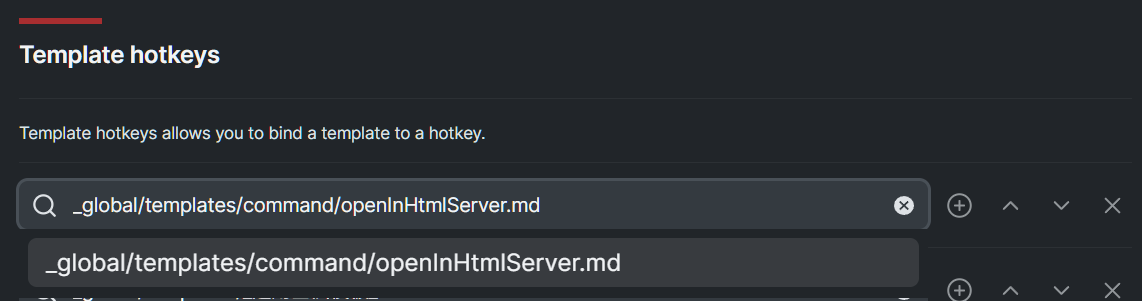 Template hotkeys
Template hotkeys allows you to bind a template to a hotkey.
_global/templates/command/openInHtmlServer.md
_global/templates/command/openInHtmlServer.md